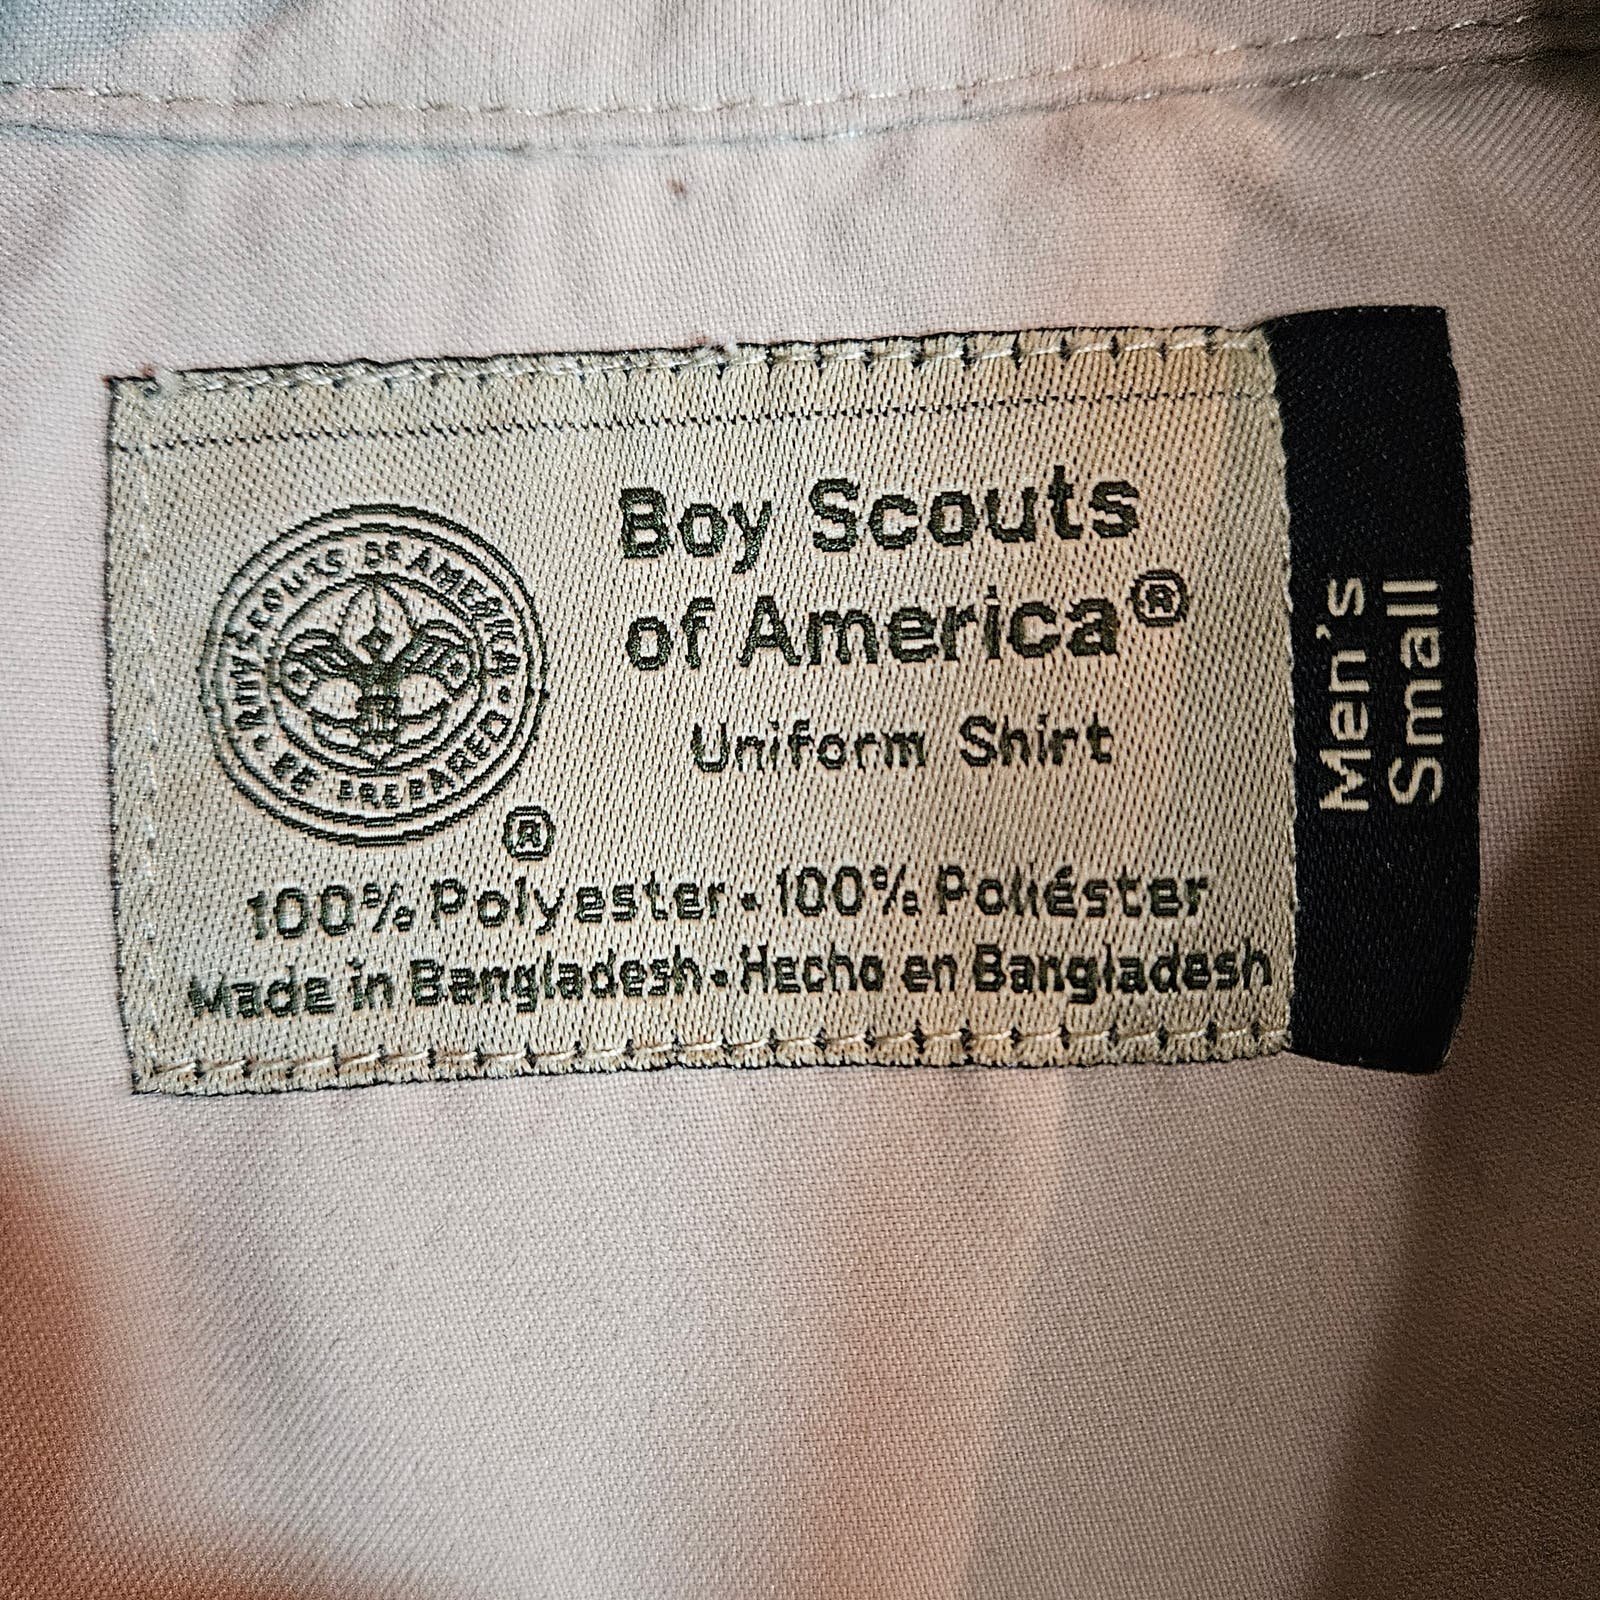 Boy Scouts
of America®
Uniform Shirt
BOY SCOUTS OF AMERICA
• BE PREPARED •
®
100% Polyester • 100% Poliéster
Made in Bangladesh • Hecho en Bangladesh
Men's
Small